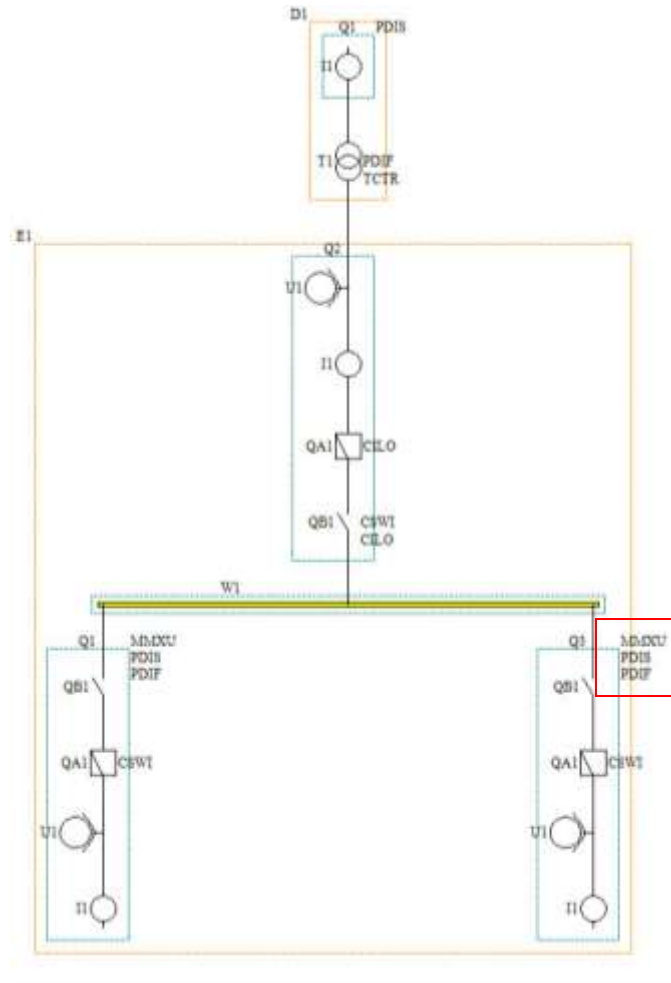 D1
Q1 PDIS
I1
T1 PDIF
TCTR
E1
Q2
U1
I1
QA1 CILO
QB1 CSWI
CILO
W1
Q1 MMXU
PDIS
PDIF
QB1
QA1 CSWI
U1
I1
Q3 MMXU
PDIS
PDIF
QB1
QA1 CSWI
U1
I1